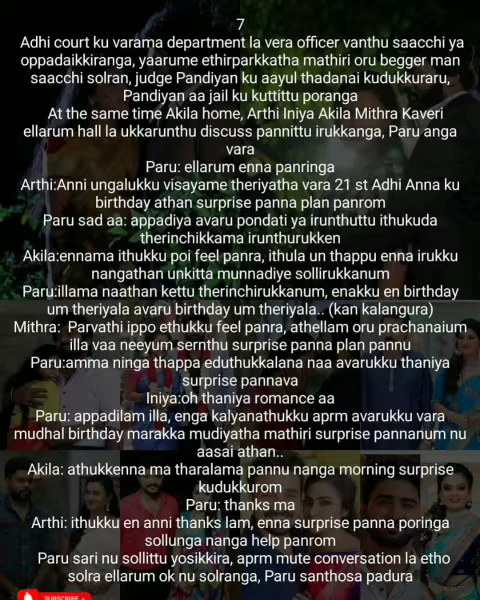 7
Adhi court ku varama department la vera officer vanthu saacchi ya
oppadaikkiranga, yaarume ethirparkkatha mathiri oru begger man
saacchi solran, judge Pandiyan ku aayul thadanai kudukkuraru,
Pandiyan aa jail ku kuttittu poranga
At the same time Akila home, Arthi Iniya Akila Mithra Kaveri
ellarum hall la ukkarunthu discuss pannittu irukkanga, Paru anga
vara
Paru: ellarum enna panringa
Arthi:Anni ungalukku visayame theriyatha vara 21 st Adhi Anna ku
birthday athan surprise panna plan panrom
Paru sad aa: appadiya avaru pondati ya irunthuttu ithukuda
therinchikkama irunthurukken
Akila:ennama ithukku poi feel panra, ithula un thappu enna irukku
nangathan unkitta munnadiye sollirukkanum
Paru:illama naathan kettu therinchirukkanum, enakku en birthday
um theriyala avaru birthday um theriyala.. (kan kalangura)
Mithra:  Parvathi ippo ethukku feel panra, athellam oru prachanaium
illa vaa neeyum sernthu surprise panna plan pannu
Paru:amma ninga thappa eduthukkalana naa avarukku thaniya
surprise pannava
Iniya:oh thaniya romance aa
Paru: appadilam illa, enga kalyanathukku aprm avarukku vara
mudhal birthday marakka mudiyatha mathiri surprise pannanum nu
aasai athan..
Akila: athukkenna ma tharalama pannu nanga morning surprise
kudukkurom
Paru: thanks ma
Arthi: ithukku en anni thanks lam, enna surprise panna poringa
sollunga nanga help panrom
Paru sari nu sollittu yosikkira, aprm mute conversation la etho
solra ellarum ok nu solranga, Paru santhosa padura
SUBSCRIBE